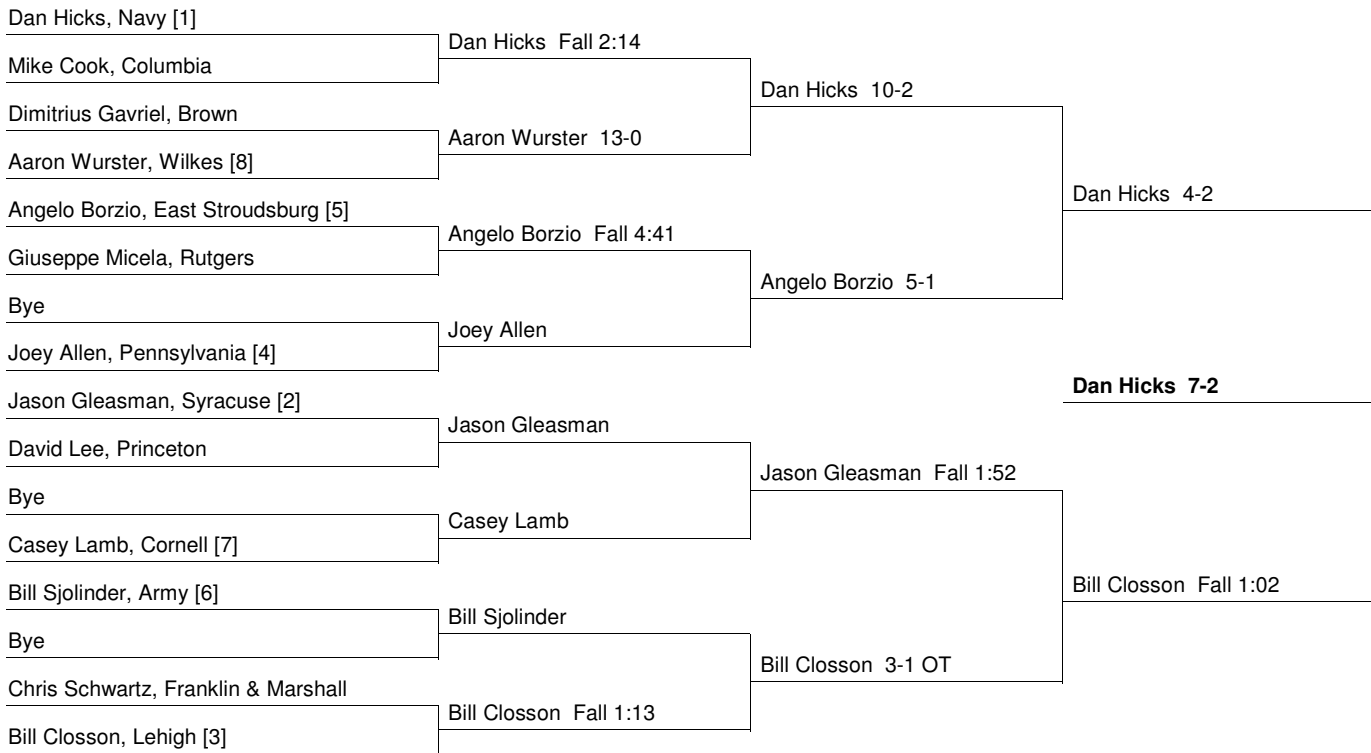 Dan Hicks, Navy [1]
Dan Hicks  Fall 2:14
Mike Cook, Columbia
Dan Hicks  10-2
Dimitrius Gavriel, Brown
Aaron Wurster  13-0
Aaron Wurster, Wilkes [8]
Dan Hicks  4-2
Angelo Borzio, East Stroudsburg [5]
Angelo Borzio  Fall 4:41
Giuseppe Micela, Rutgers
Angelo Borzio  5-1
Bye
Joey Allen
Joey Allen, Pennsylvania [4]
Dan Hicks  7-2
Jason Gleasman, Syracuse [2]
Jason Gleasman
David Lee, Princeton
Jason Gleasman  Fall 1:52
Bye
Casey Lamb
Casey Lamb, Cornell [7]
Bill Closson  Fall 1:02
Bill Sjolinder, Army [6]
Bill Sjolinder
Bye
Bill Closson  3-1 OT
Chris Schwartz, Franklin & Marshall
Bill Closson  Fall 1:13
Bill Closson, Lehigh [3]